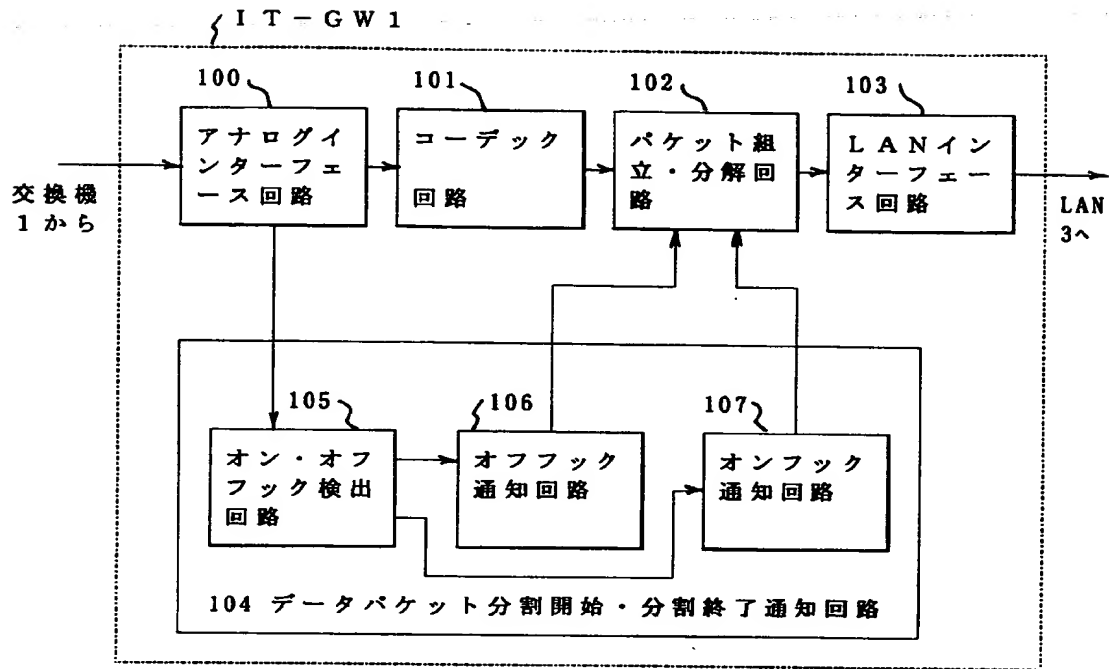 IT-GW1
100
アナログイ
ンターフェ
ース回路
101
コーデック
回路
102
パケット組
立・分解回
路
103
LANイン
ターフェー
ス回路
交換機
1から
LAN
3へ
105
オン・オフ
フック検出
回路
106
オフフック
通知回路
107
オンフック
通知回路
104 データパケット分割開始・分割終了通知回路